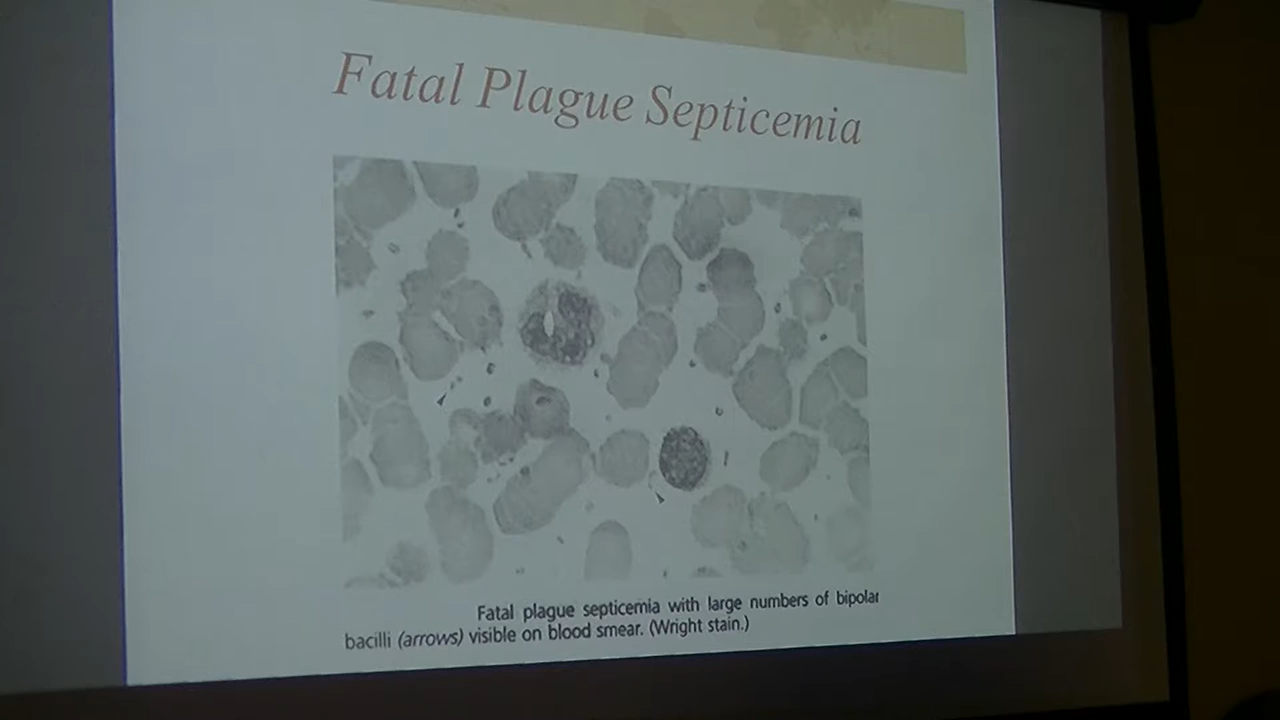 Fatal Plague Septicemia
Fatal plague septicemia with large numbers of bipolar
bacilli (arrows) visible on blood smear. (Wright stain.)